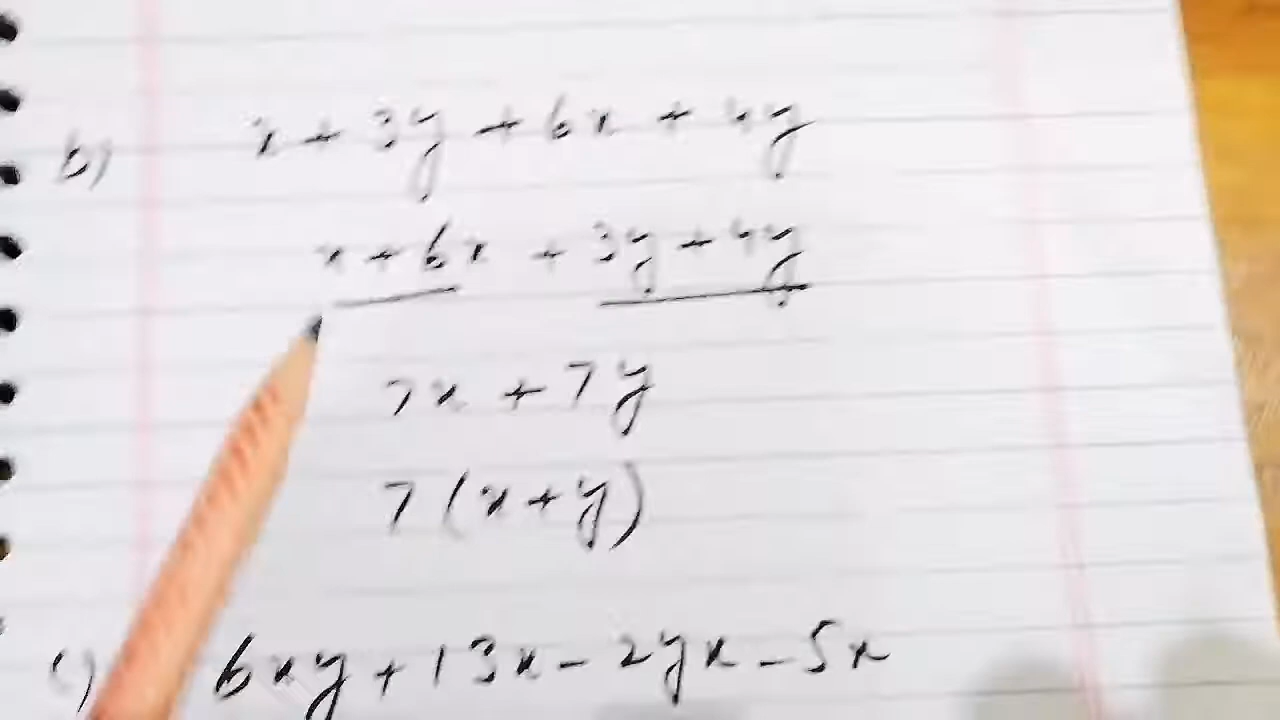 b) x + 3y + 6x + 4y
x + 6x + 3y + 4y
7x + 7y
7(x+y)
c) 6xy + 13x - 2yx - 5x